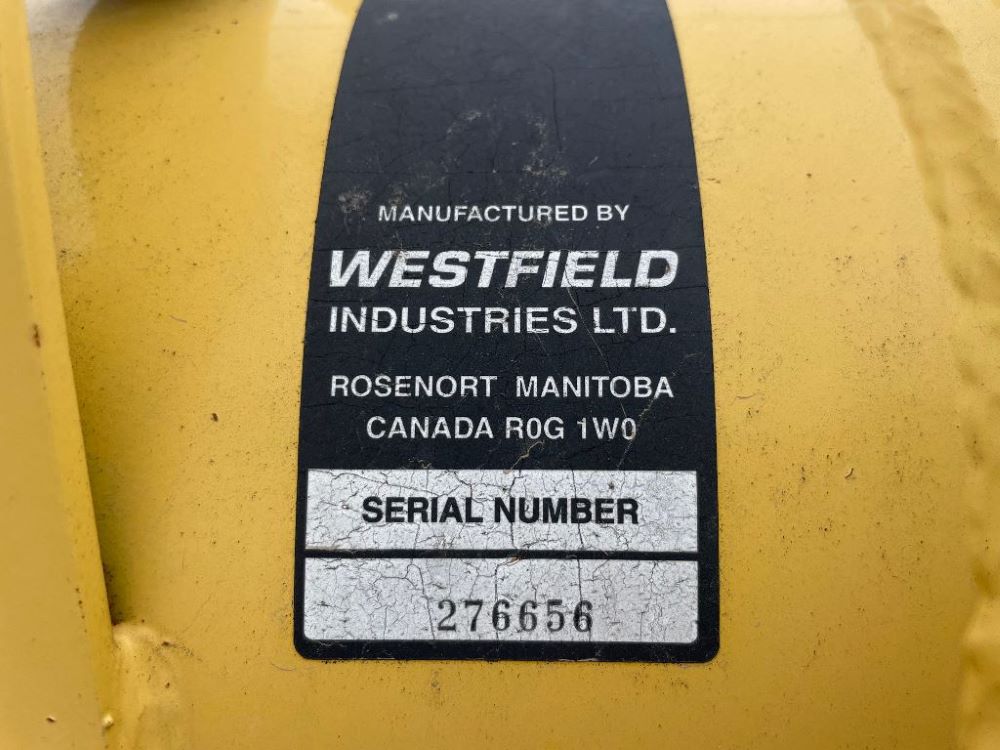 MANUFACTURED BY
WESTFIELD
INDUSTRIES LTD.
ROSENORT MANITOBA
CANADA R0G 1W0
SERIAL NUMBER
276656